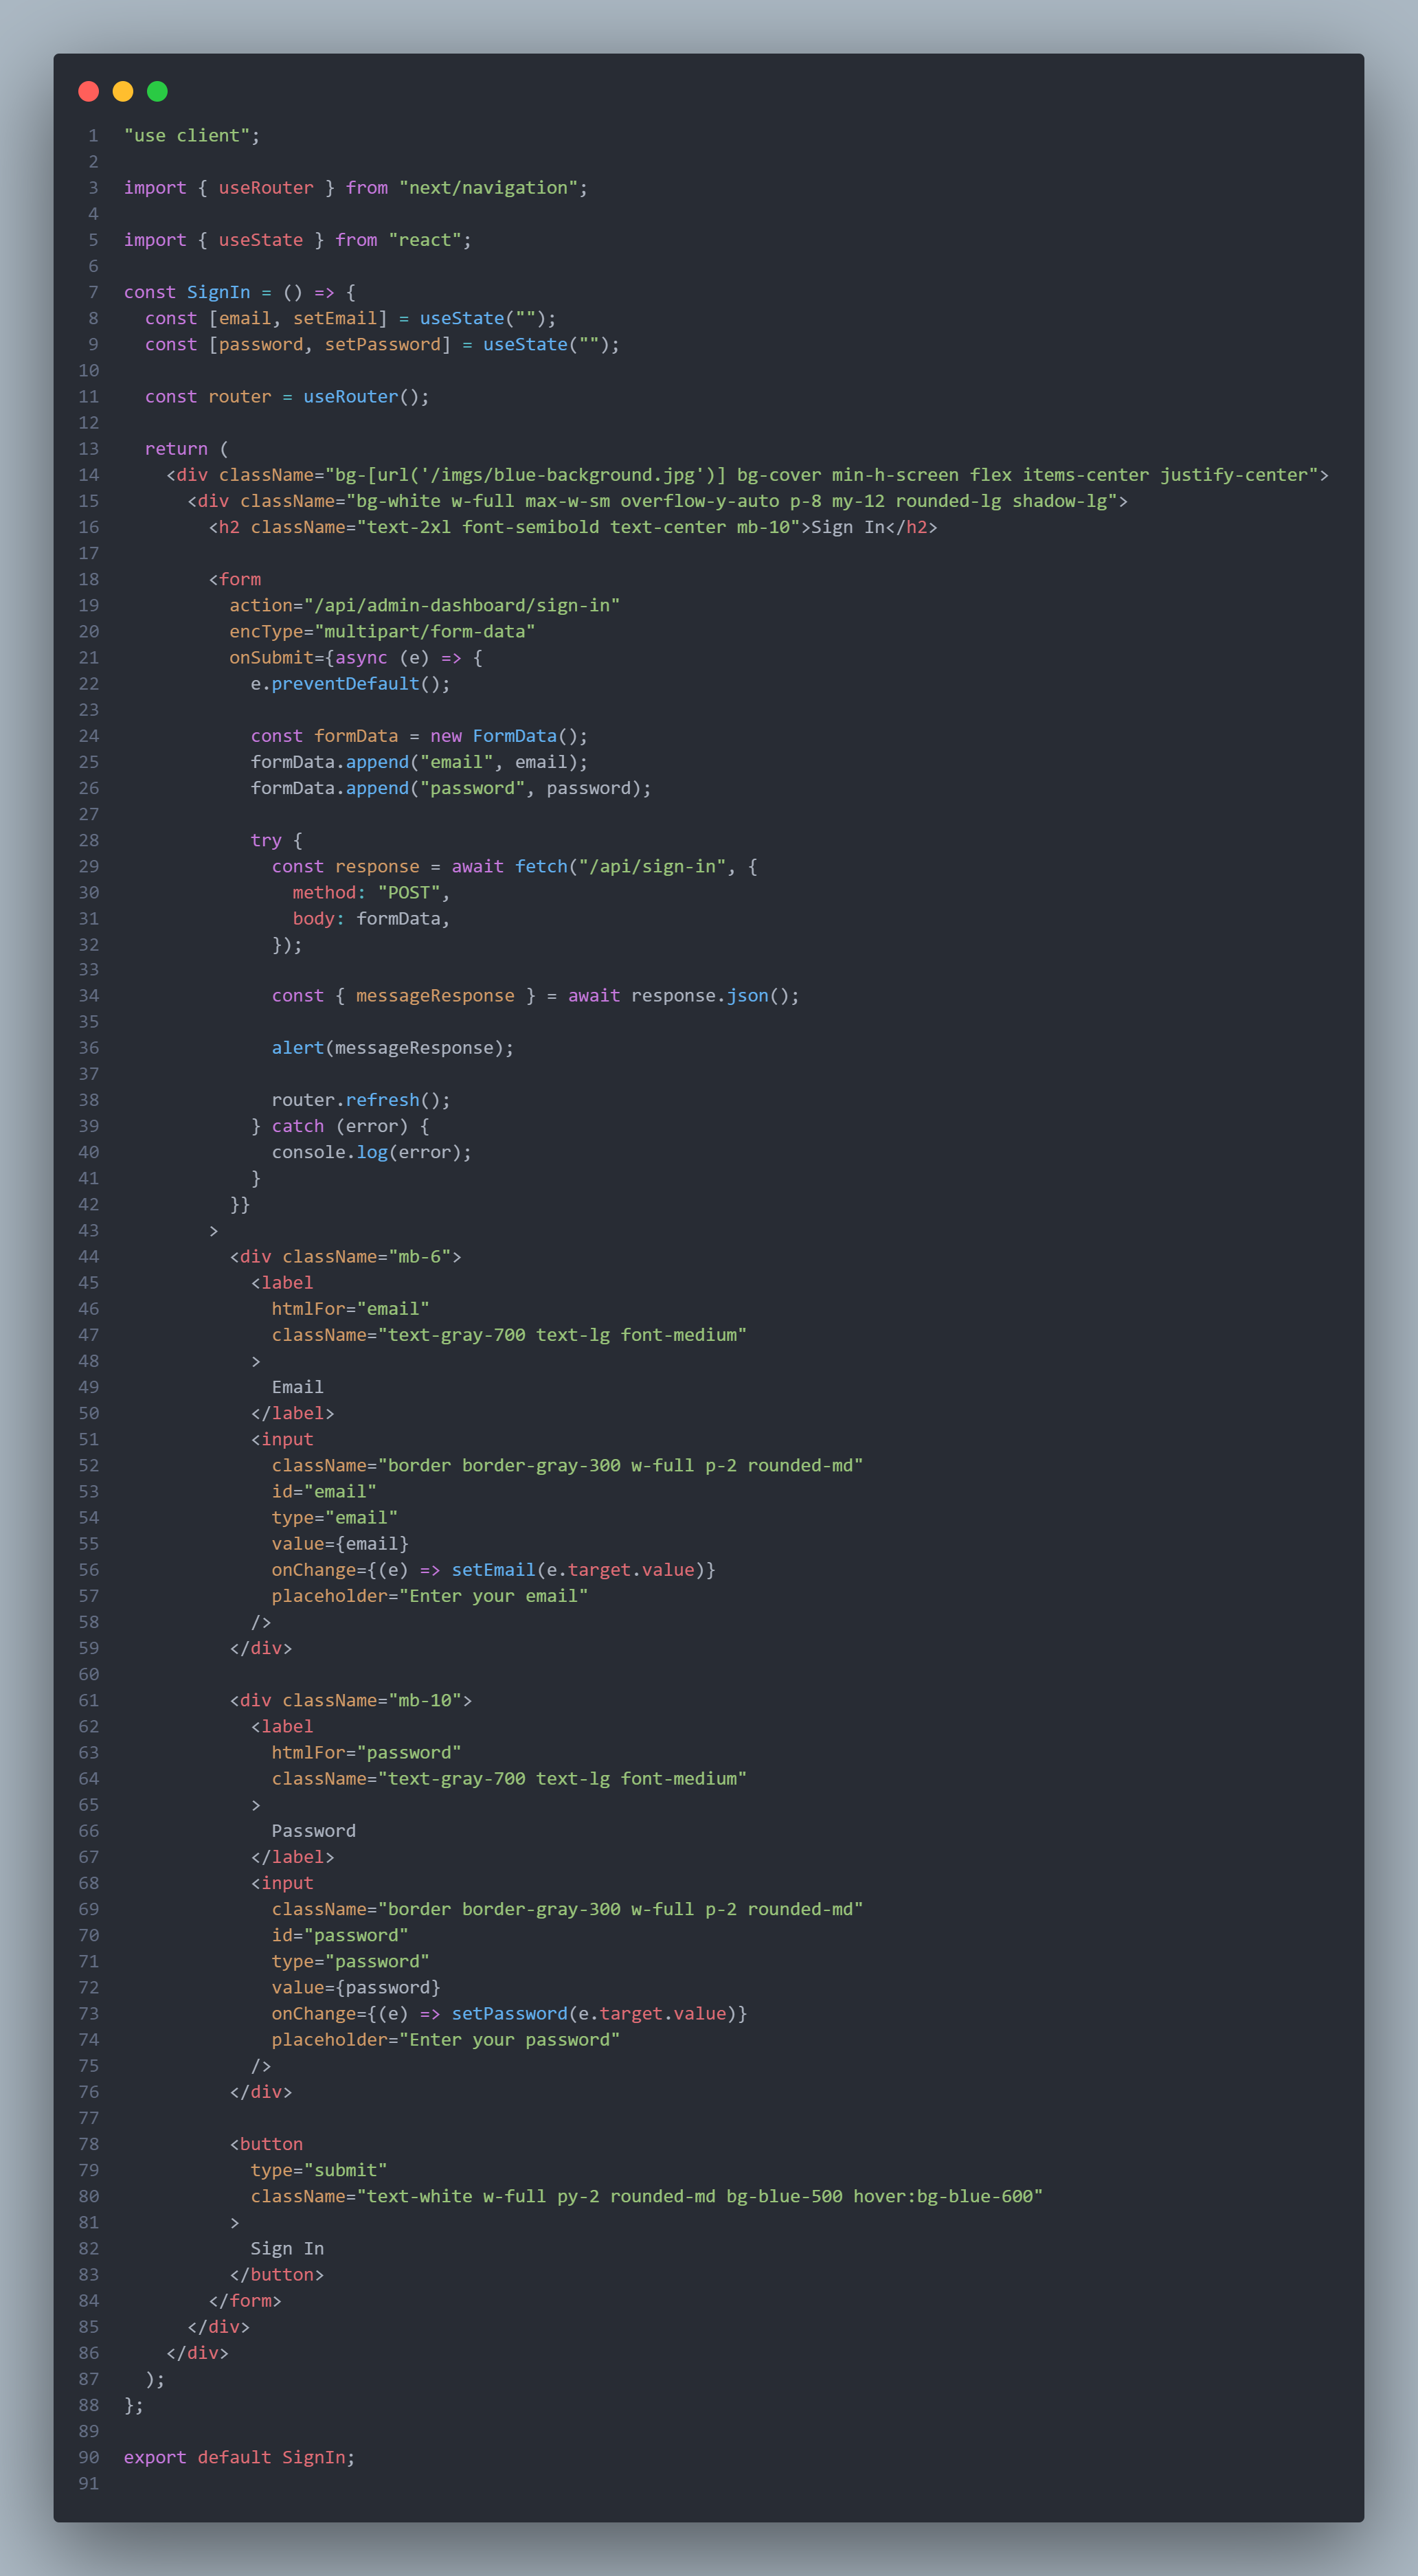 1 "use client";
2
3 import { useRouter } from "next/navigation";
4
5 import { useState } from "react";
6
7 const SignIn = () => {
8   const [email, setEmail] = useState("");
9   const [password, setPassword] = useState("");
10
11   const router = useRouter();
12
13   return (
14     <div className="bg-[url('/imgs/blue-background.jpg')] bg-cover min-h-screen flex items-center justify-center">
15       <div className="bg-white w-full max-w-sm overflow-y-auto p-8 my-12 rounded-lg shadow-lg">
16         <h2 className="text-2xl font-semibold text-center mb-10">Sign In</h2>
17
18         <form
19           action="/api/admin-dashboard/sign-in"
20           encType="multipart/form-data"
21           onSubmit={async (e) => {
22             e.preventDefault();
23
24             const formData = new FormData();
25             formData.append("email", email);
26             formData.append("password", password);
27
28             try {
29               const response = await fetch("/api/sign-in", {
30                 method: "POST",
31                 body: formData,
32               });
33
34               const { messageResponse } = await response.json();
35
36               alert(messageResponse);
37
38               router.refresh();
39             } catch (error) {
40               console.log(error);
41             }
42           }}
43         >
44           <div className="mb-6">
45             <label
46               htmlFor="email"
47               className="text-gray-700 text-lg font-medium"
48             >
49               Email
50             </label>
51             <input
52               className="border border-gray-300 w-full p-2 rounded-md"
53               id="email"
54               type="email"
55               value={email}
56               onChange={(e) => setEmail(e.target.value)}
57               placeholder="Enter your email"
58             />
59           </div>
60
61           <div className="mb-10">
62             <label
63               htmlFor="password"
64               className="text-gray-700 text-lg font-medium"
65             >
66               Password
67             </label>
68             <input
69               className="border border-gray-300 w-full p-2 rounded-md"
70               id="password"
71               type="password"
72               value={password}
73               onChange={(e) => setPassword(e.target.value)}
74               placeholder="Enter your password"
75             />
76           </div>
77
78           <button
79             type="submit"
80             className="text-white w-full py-2 rounded-md bg-blue-500 hover:bg-blue-600"
81           >
82             Sign In
83           </button>
84         </form>
85       </div>
86     </div>
87   );
88 };
89
90 export default SignIn;
91